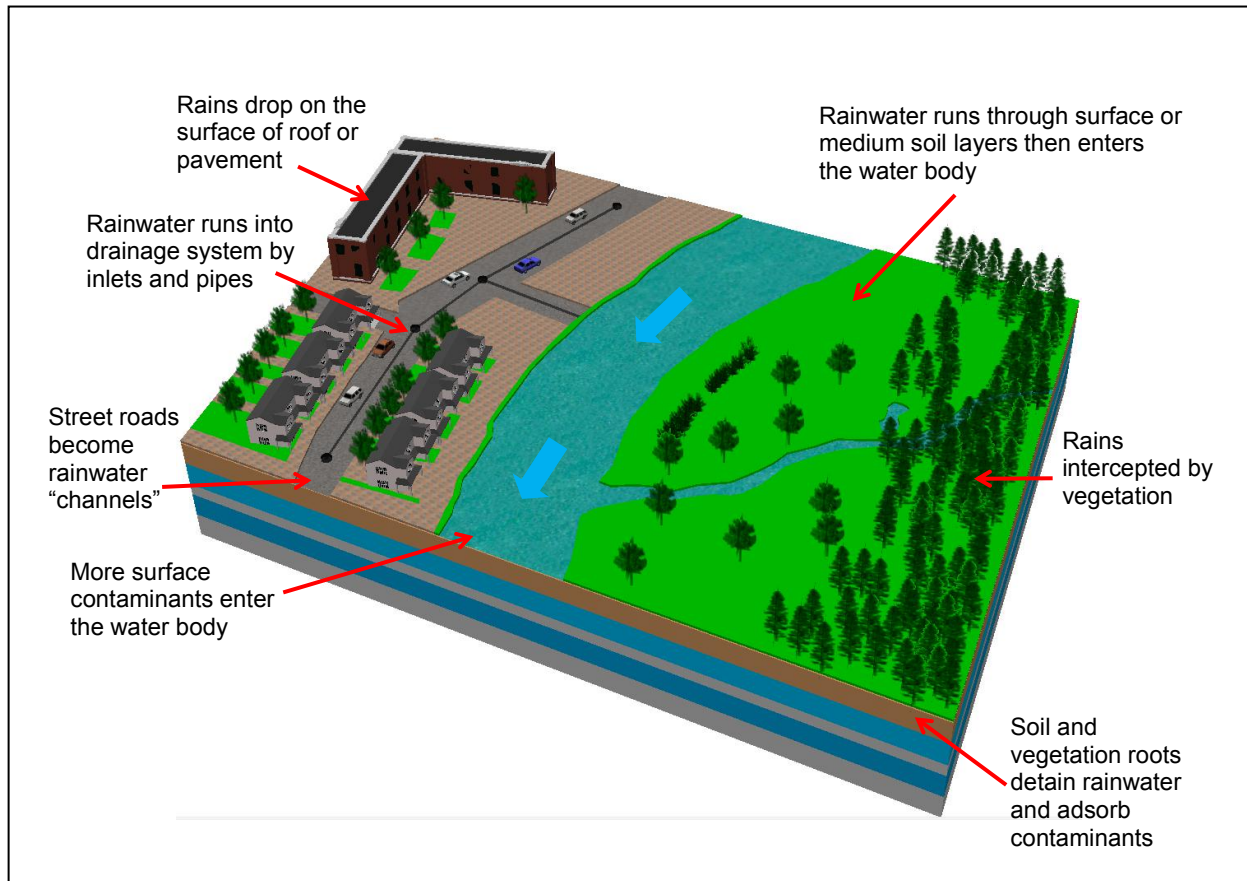 Rains drop on the
surface of roof or
pavement
Rainwater runs into
drainage system by
inlets and pipes
Street roads
become
rainwater
“channels”
More surface
contaminants enter
the water body
Rainwater runs through surface or
medium soil layers then enters
the water body
Rains
intercepted by
vegetation
Soil and
vegetation roots
detain rainwater
and adsorb
contaminants